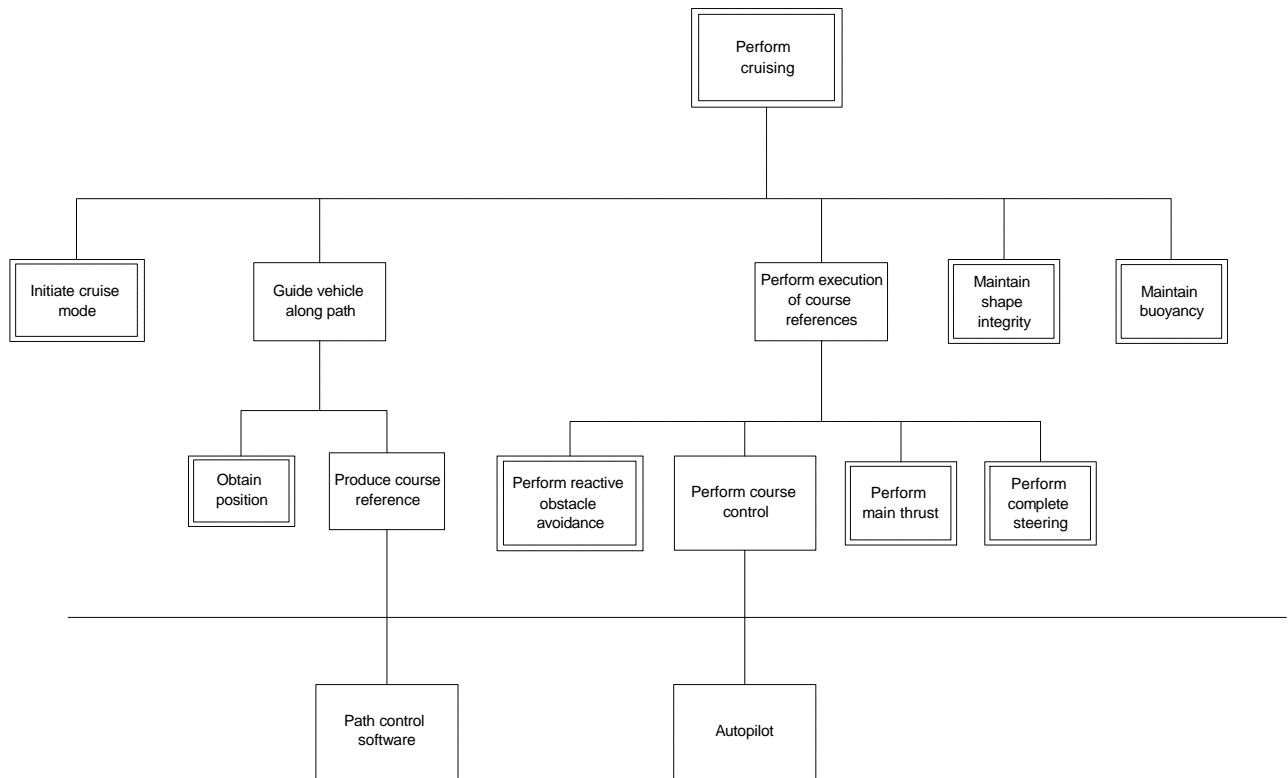 Perform
cruising
Initiate cruise
mode
Guide vehicle
along path
Perform execution
of course
references
Maintain
shape
integrity
Maintain
buoyancy
Obtain
position
Produce course
reference
Perform reactive
obstacle
avoidance
Perform course
control
Perform
main thrust
Perform
complete
steering
Path control
software
Autopilot